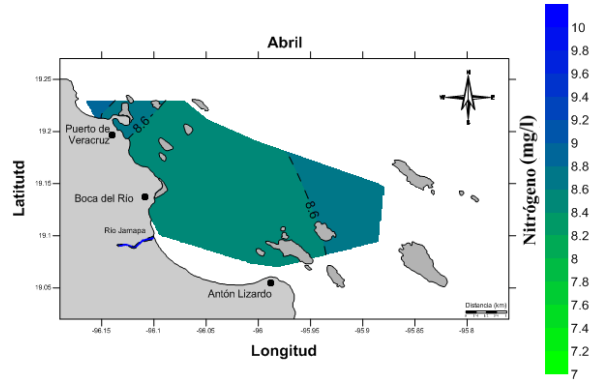 Abril
19.25
19.2
19.15
19.1
19.05
Latitutd
Puerto de
Veracruz
Boca del Río
Río Jamapa
Antón Lizardo
8.6
8.6
N
E
S
Distancia (km)
-96.15
-96.1
-96.05
-96
-95.95
-95.9
-95.85
-95.8
Longitud
Nitrógeno (mg/l)
10
9.8
9.6
9.4
9.2
9
8.8
8.6
8.4
8.2
8
7.8
7.6
7.4
7.2
7